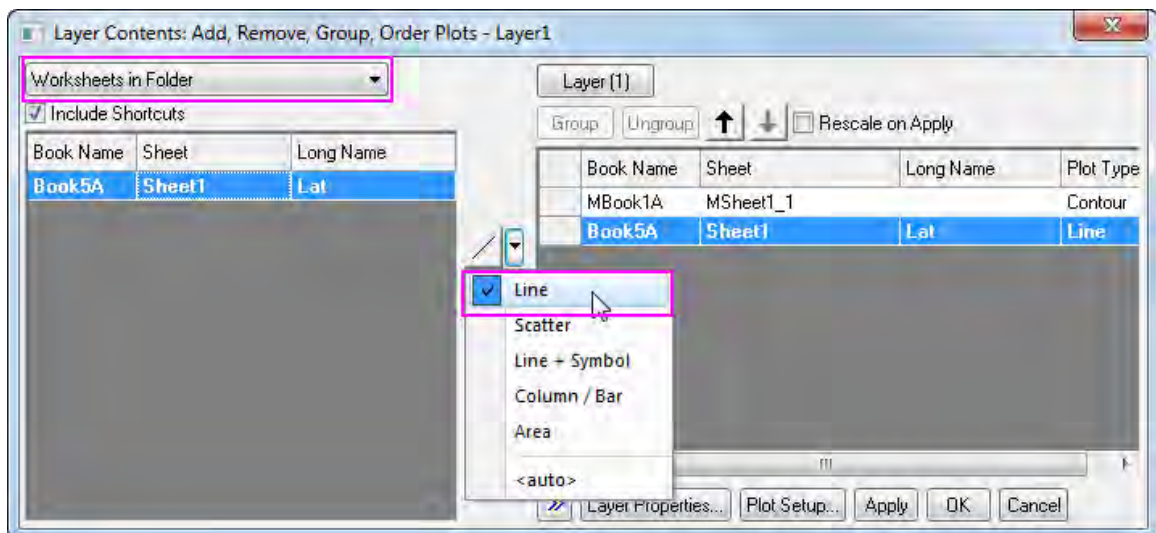 Layer Contents: Add, Remove, Group, Order Plots - Layer1
Worksheets in Folder
Include Shortcuts
Book Name Sheet Long Name
Book5A Sheet1 Lat
Layer (1)
Group Ungroup Rescale on Apply
Book Name Sheet Long Name Plot Type
MBook1A MSheet1_1 Contour
Book5A Sheet1 Lat Line
Line
Scatter
Line + Symbol
Column / Bar
Area
<auto>
Layer Properties... Plot Setup... Apply OK Cancel